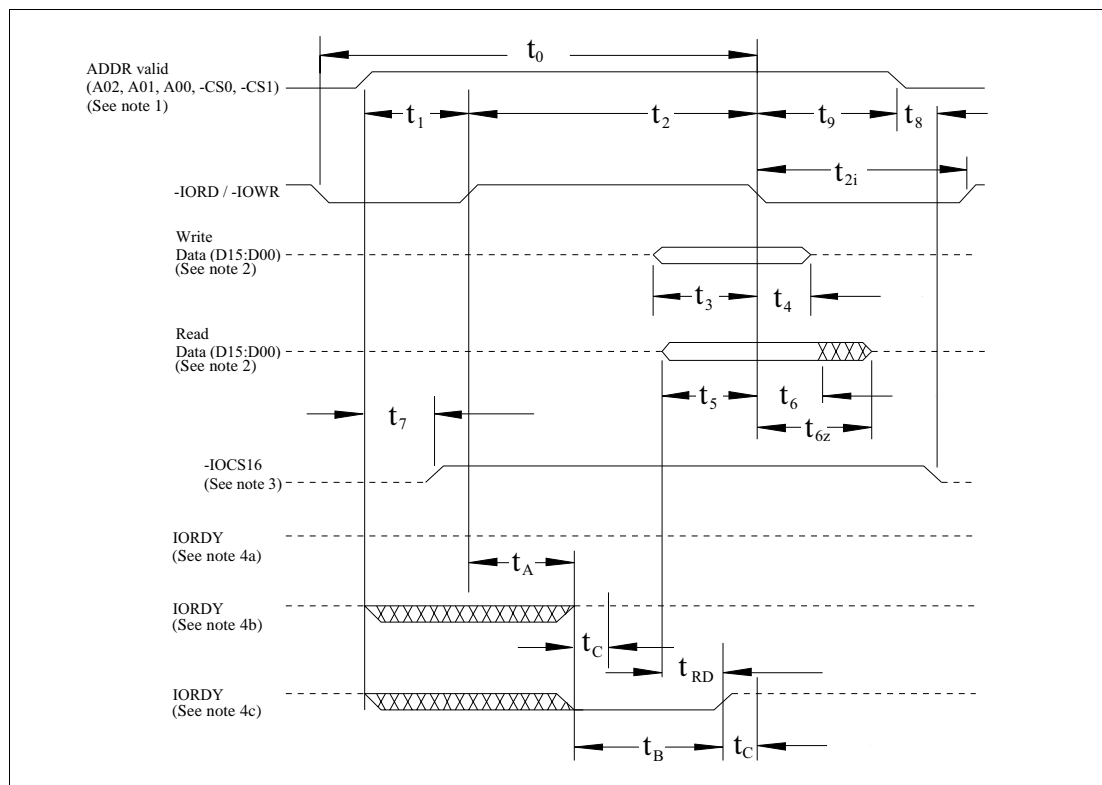 t0
ADDR valid
(A02, A01, A00, -CS0, -CS1)
(See note 1)
t1
t2
t9
t8
t2i
-IORD / -IOWR
Write
Data (D15:D00)
(See note 2)
t3
t4
Read
Data (D15:D00)
(See note 2)
t5
t6
t7
t6z
-IOCS16
(See note 3)
IORDY
(See note 4a)
tA
IORDY
(See note 4b)
tC
tRD
IORDY
(See note 4c)
tB
tC